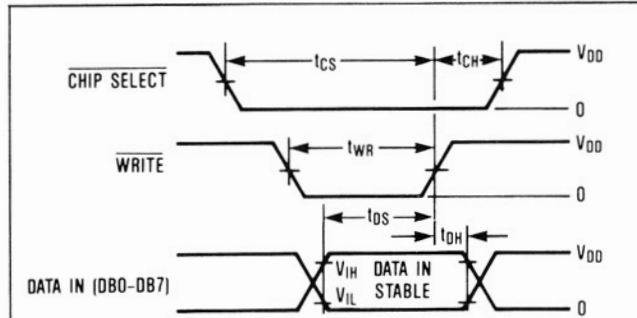 tCS tCH VDD
CHIP SELECT
0
tWR VDD
WRITE
0
tDS
tDH VDD
VIH DATA IN
DATA IN (DB0-DB7)
VIL STABLE
0